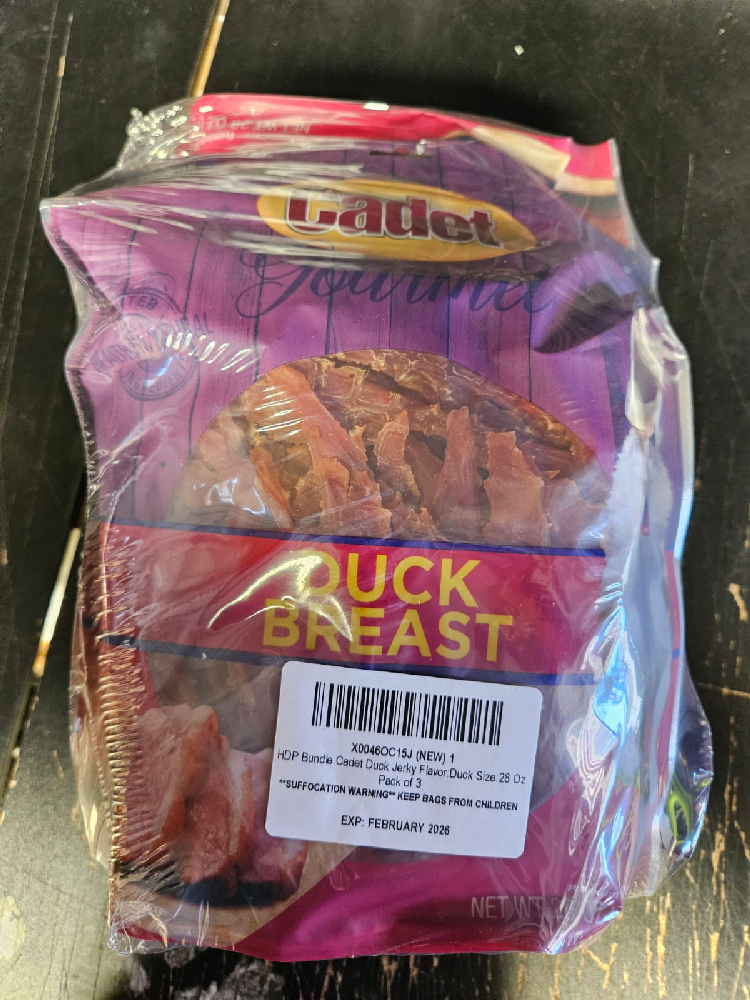 Cadet
Gourmet
DUCK
BREAST
X0046OC15J (NEW) 1
HDP Bundle Cadet Duck Jerky Flavor:Duck Size:28 Oz
Pack of 3
**SUFFOCATION WARNING** KEEP BAGS FROM CHILDREN
EXP: FEBRUARY 2026
NET WT